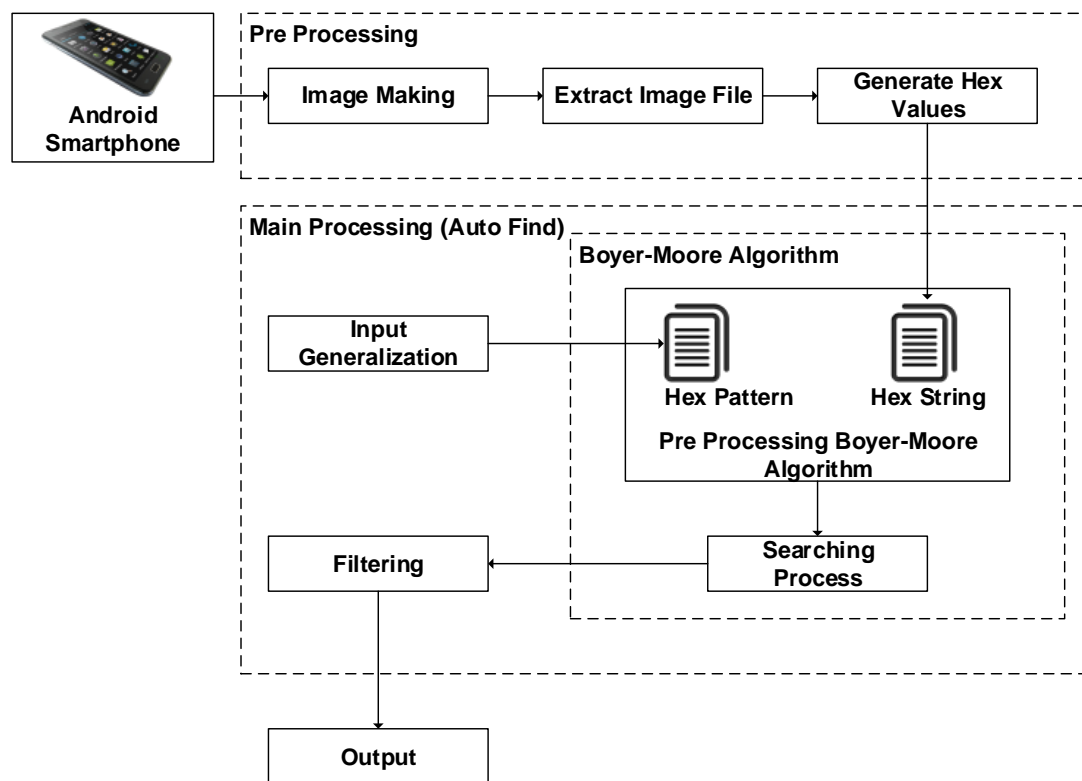 Android
Smartphone
Pre Processing
Image Making
Extract Image File
Generate Hex
Values
Main Processing (Auto Find)
Boyer-Moore Algorithm
Input
Generalization
Hex Pattern
Hex String
Pre Processing Boyer-Moore
Algorithm
Searching
Process
Filtering
Output